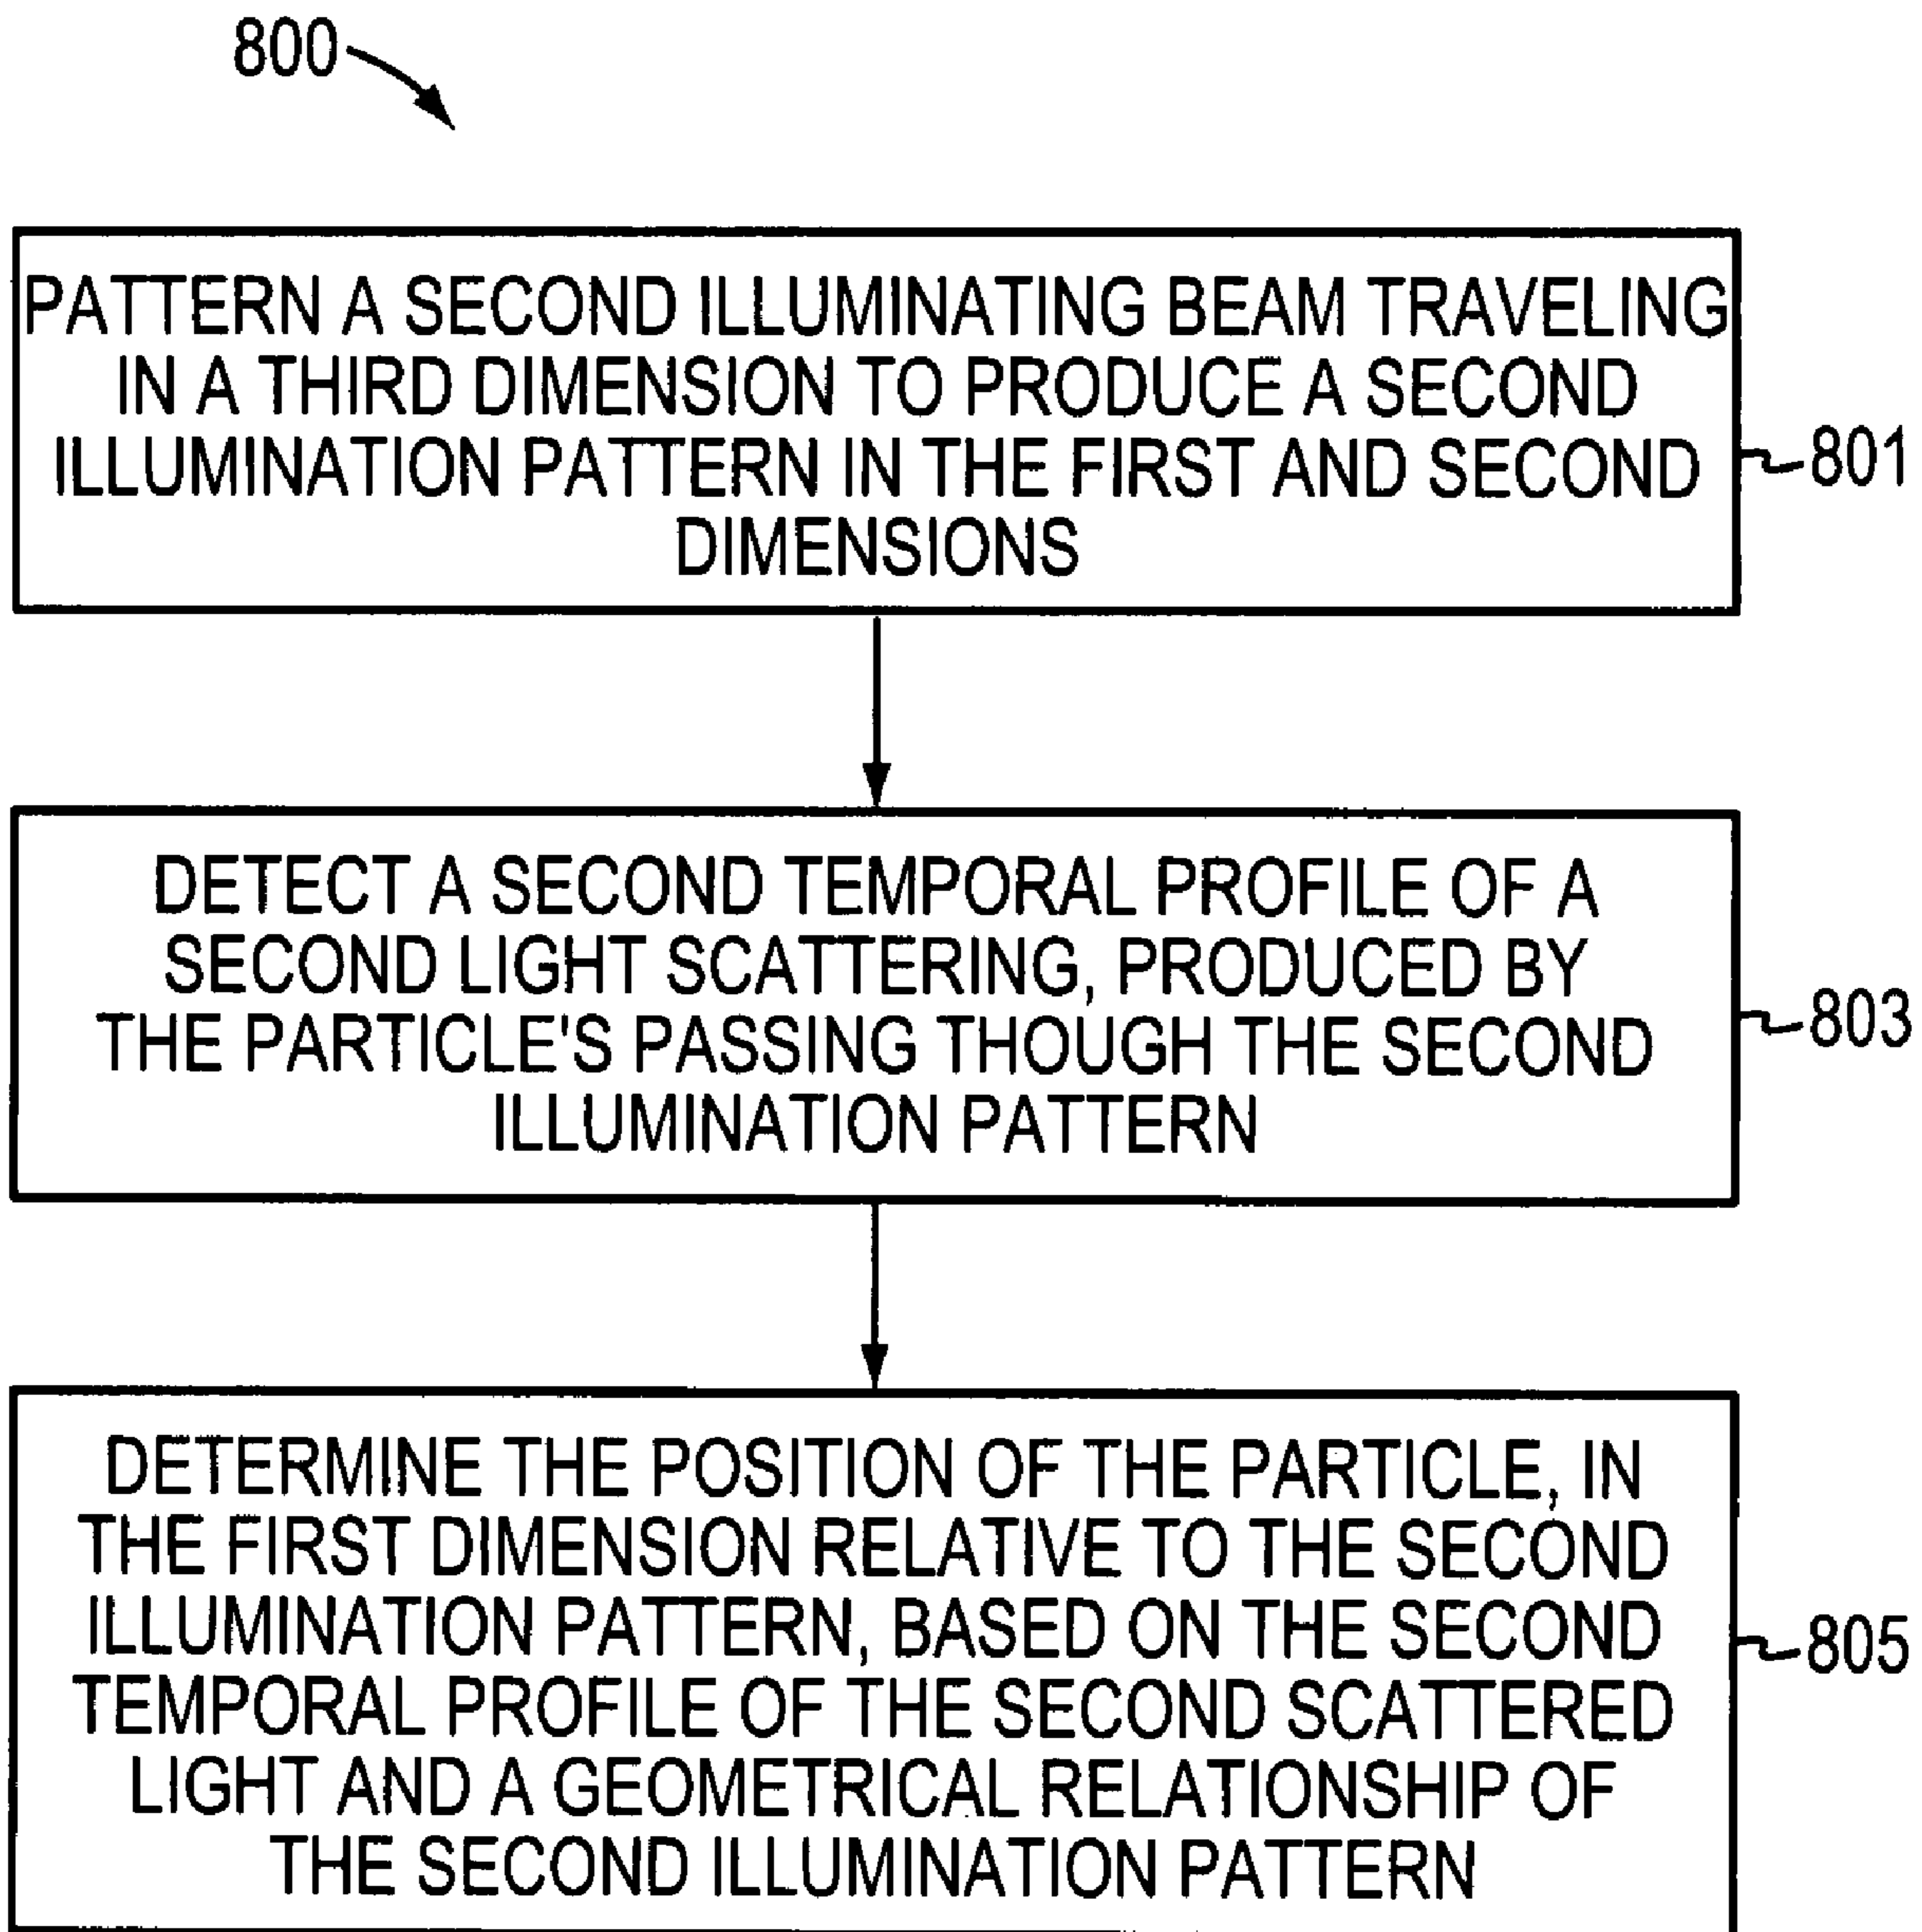 800
PATTERN A SECOND ILLUMINATING BEAM TRAVELING
IN A THIRD DIMENSION TO PRODUCE A SECOND
ILLUMINATION PATTERN IN THE FIRST AND SECOND
DIMENSIONS
801
DETECT A SECOND TEMPORAL PROFILE OF A
SECOND LIGHT SCATTERING, PRODUCED BY
THE PARTICLE'S PASSING THOUGH THE SECOND
ILLUMINATION PATTERN
803
DETERMINE THE POSITION OF THE PARTICLE, IN
THE FIRST DIMENSION RELATIVE TO THE SECOND
ILLUMINATION PATTERN, BASED ON THE SECOND
TEMPORAL PROFILE OF THE SECOND SCATTERED
LIGHT AND A GEOMETRICAL RELATIONSHIP OF
THE SECOND ILLUMINATION PATTERN
805